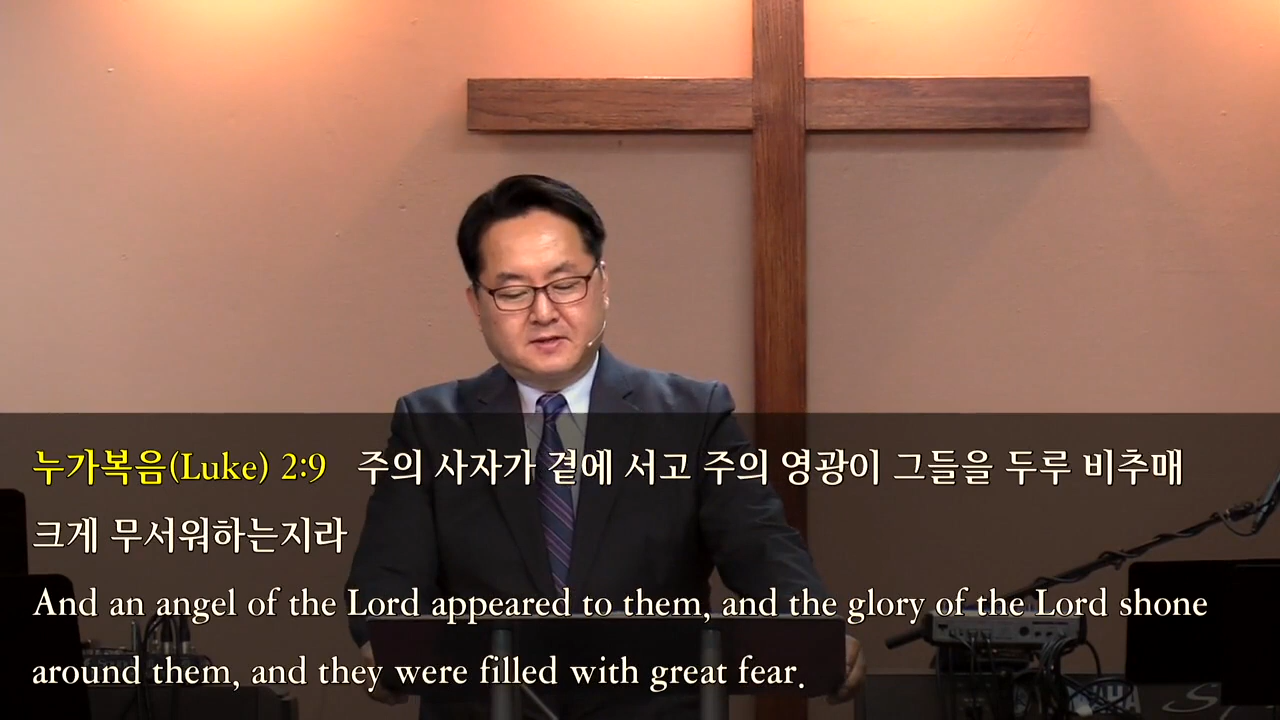 누가복음(Luke) 2:9 주의 사자가 곁에 서고 주의 영광이 그들을 두루 비추매
크게 무서워하는지라
And an angel of the Lord appeared to them, and the glory of the Lord shone
around them, and they were filled with great fear.